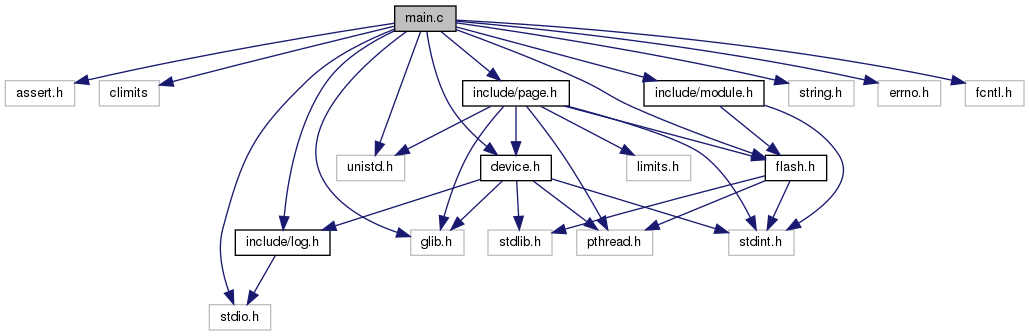 main.c
assert.h
climits
include/page.h
include/module.h
string.h
errno.h
fcntl.h
unistd.h
device.h
limits.h
flash.h
include/log.h
glib.h
stdlib.h
pthread.h
stdint.h
stdio.h